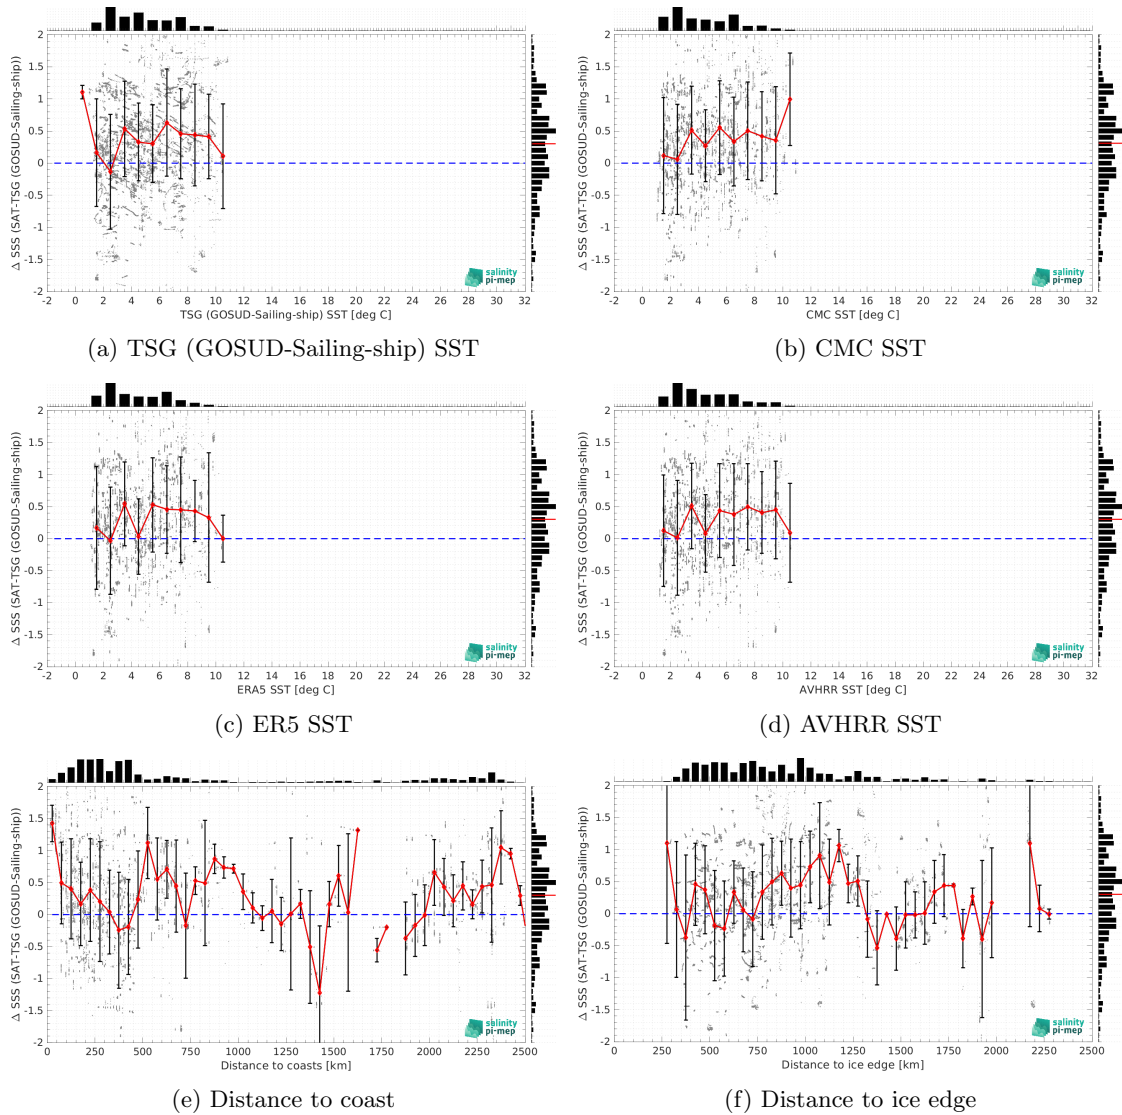 2
1.5
1
0.5
0
-0.5
-1
-1.5
-2
Δ SSS (SAT-TSG (GOSUD-Sailing-ship))
-2 0 2 4 6 8 10 12 14 16 18 20 22 24 26 28 30 32
TSG (GOSUD-Sailing-ship) SST [deg C]
salinity
pi-mep
(a) TSG (GOSUD-Sailing-ship) SST
2
1.5
1
0.5
0
-0.5
-1
-1.5
-2
Δ SSS (SAT-TSG (GOSUD-Sailing-ship))
-2 0 2 4 6 8 10 12 14 16 18 20 22 24 26 28 30 32
CMC SST [deg C]
salinity
pi-mep
(b) CMC SST
2
1.5
1
0.5
0
-0.5
-1
-1.5
-2
Δ SSS (SAT-TSG (GOSUD-Sailing-ship))
-2 0 2 4 6 8 10 12 14 16 18 20 22 24 26 28 30 32
ERA5 SST [deg C]
salinity
pi-mep
(c) ER5 SST
2
1.5
1
0.5
0
-0.5
-1
-1.5
-2
Δ SSS (SAT-TSG (GOSUD-Sailing-ship))
-2 0 2 4 6 8 10 12 14 16 18 20 22 24 26 28 30 32
AVHRR SST [deg C]
salinity
pi-mep
(d) AVHRR SST
2
1.5
1
0.5
0
-0.5
-1
-1.5
-2
Δ SSS (SAT-TSG (GOSUD-Sailing-ship))
0 250 500 750 1000 1250 1500 1750 2000 2250 2500
Distance to coasts [km]
salinity
pi-mep
(e) Distance to coast
2
1.5
1
0.5
0
-0.5
-1
-1.5
-2
Δ SSS (SAT-TSG (GOSUD-Sailing-ship))
0 250 500 750 1000 1250 1500 1750 2000 2250 2500
Distance to ice edge [km]
salinity
pi-mep
(f) Distance to ice edge